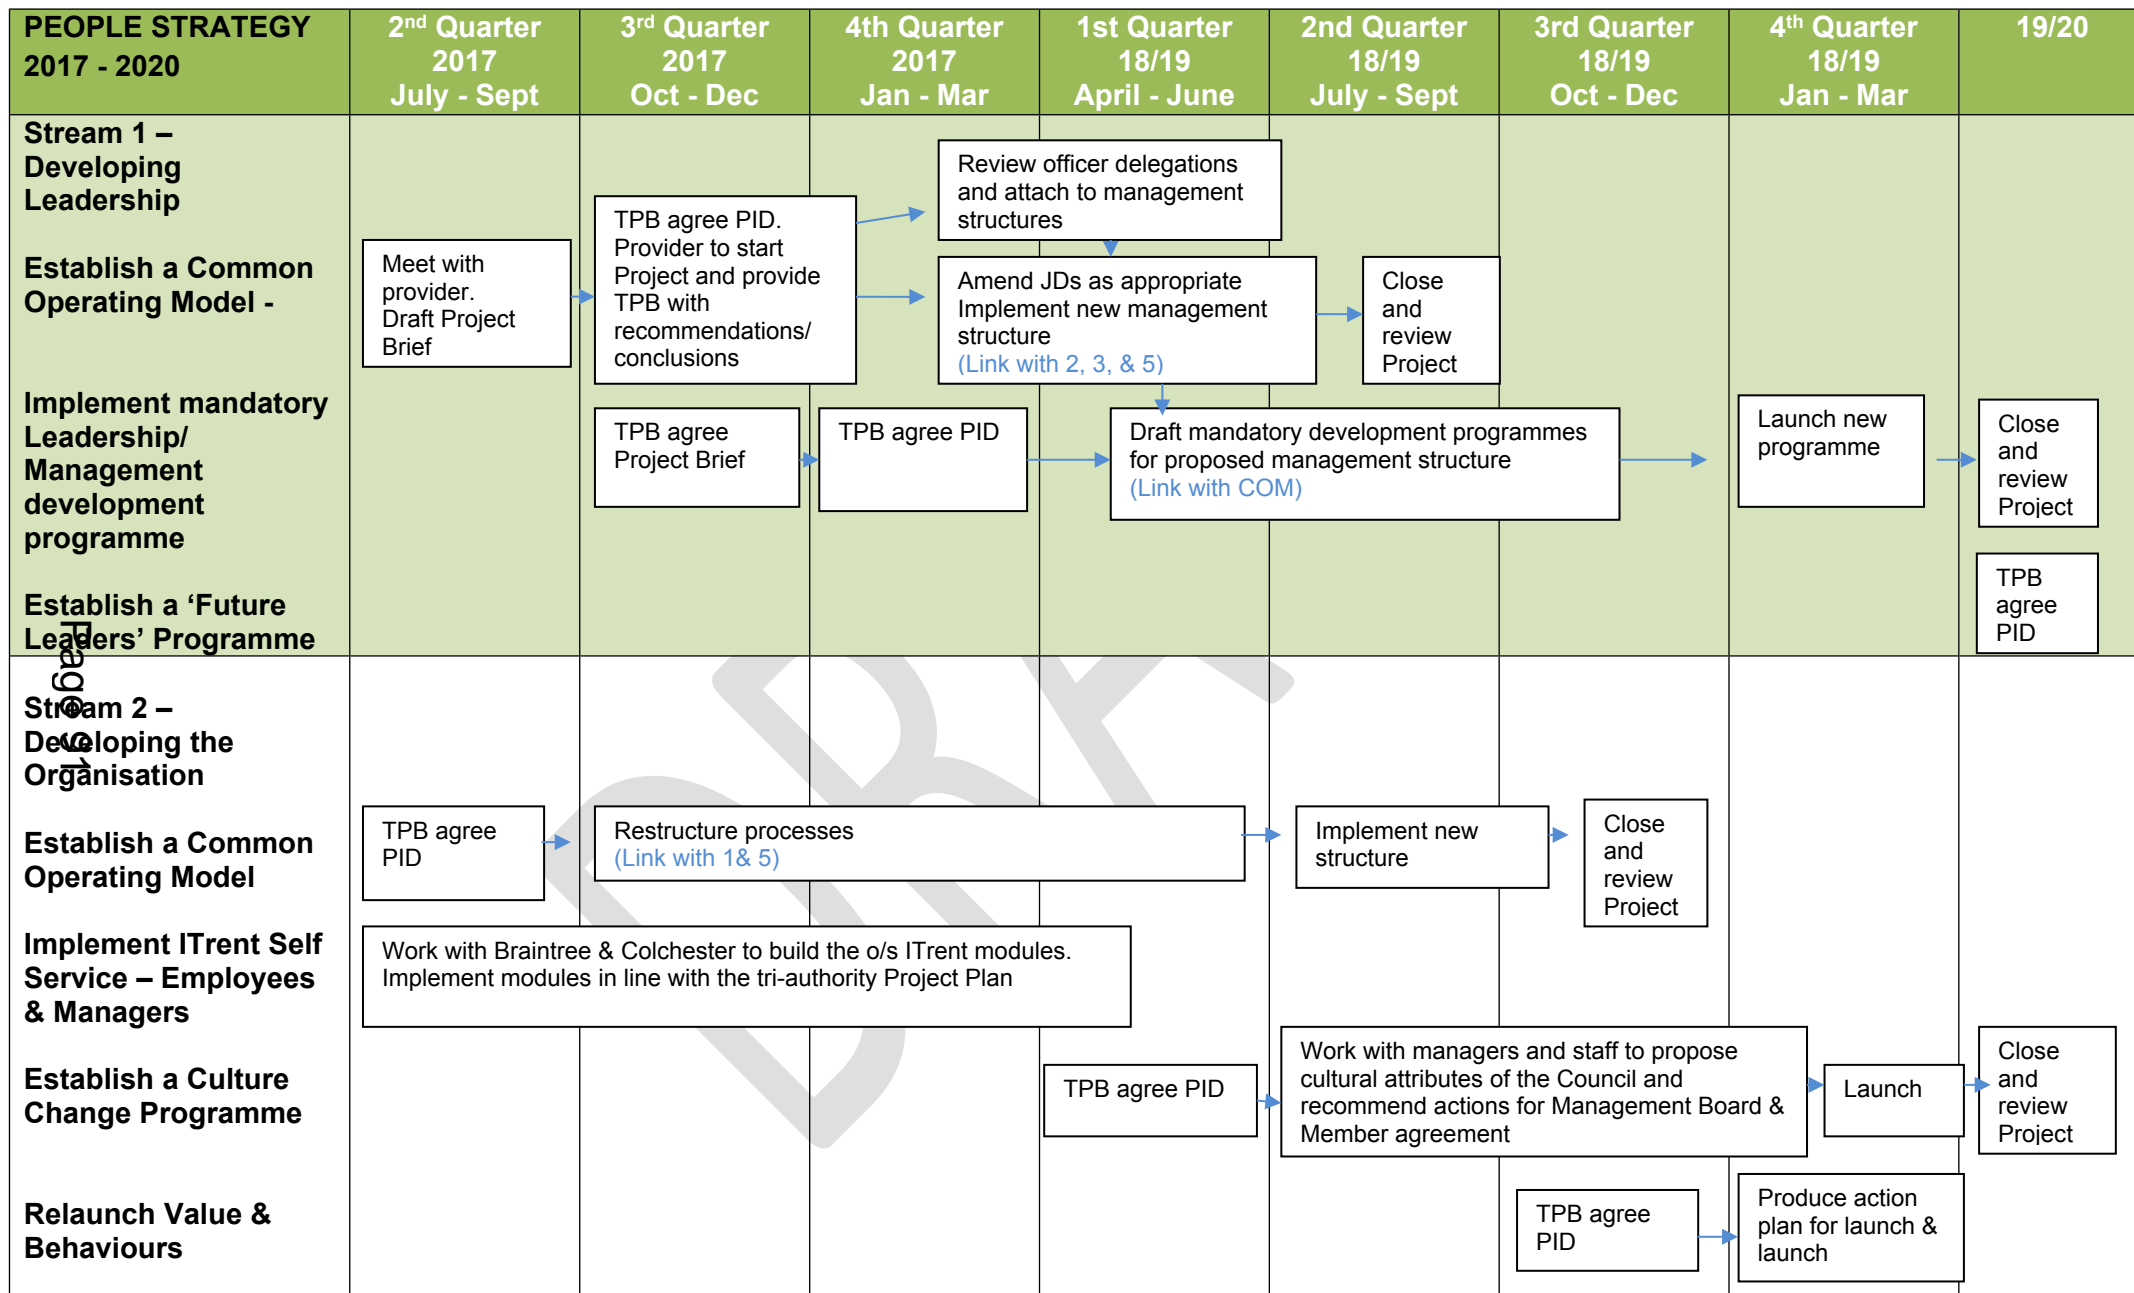 PEOPLE STRATEGY
2017 - 2020
2nd Quarter
2017
July - Sept
3rd Quarter
2017
Oct - Dec
4th Quarter
2017
Jan - Mar
1st Quarter
18/19
April - June
2nd Quarter
18/19
July - Sept
3rd Quarter
18/19
Oct - Dec
4th Quarter
18/19
Jan - Mar
19/20
Stream 1 –
Developing
Leadership
Establish a Common
Operating Model -
Meet with
provider.
Draft Project
Brief
TPB agree PID.
Provider to start
Project and provide
TPB with
recommendations/
conclusions
Review officer delegations
and attach to management
structures
Amend JDs as appropriate
Implement new management
structure
(Link with 2, 3, & 5)
Close
and
review
Project
Implement mandatory
Leadership/
Management
development
programme
TPB agree
Project Brief
TPB agree PID
Draft mandatory development programmes
for proposed management structure
(Link with COM)
Launch new
programme
Close
and
review
Project
Establish a ‘Future
Leaders’ Programme
TPB
agree
PID
Page 91
Stream 2 –
Developing the
Organisation
Establish a Common
Operating Model
TPB agree
PID
Restructure processes
(Link with 1& 5)
Implement new
structure
Close
and
review
Project
Implement ITrent Self
Service – Employees
& Managers
Work with Braintree & Colchester to build the o/s ITrent modules.
Implement modules in line with the tri-authority Project Plan
Establish a Culture
Change Programme
TPB agree PID
Work with managers and staff to propose
cultural attributes of the Council and
recommend actions for Management Board &
Member agreement
Launch
Close
and
review
Project
Relaunch Value &
Behaviours
TPB agree
PID
Produce action
plan for launch &
launch
DRA